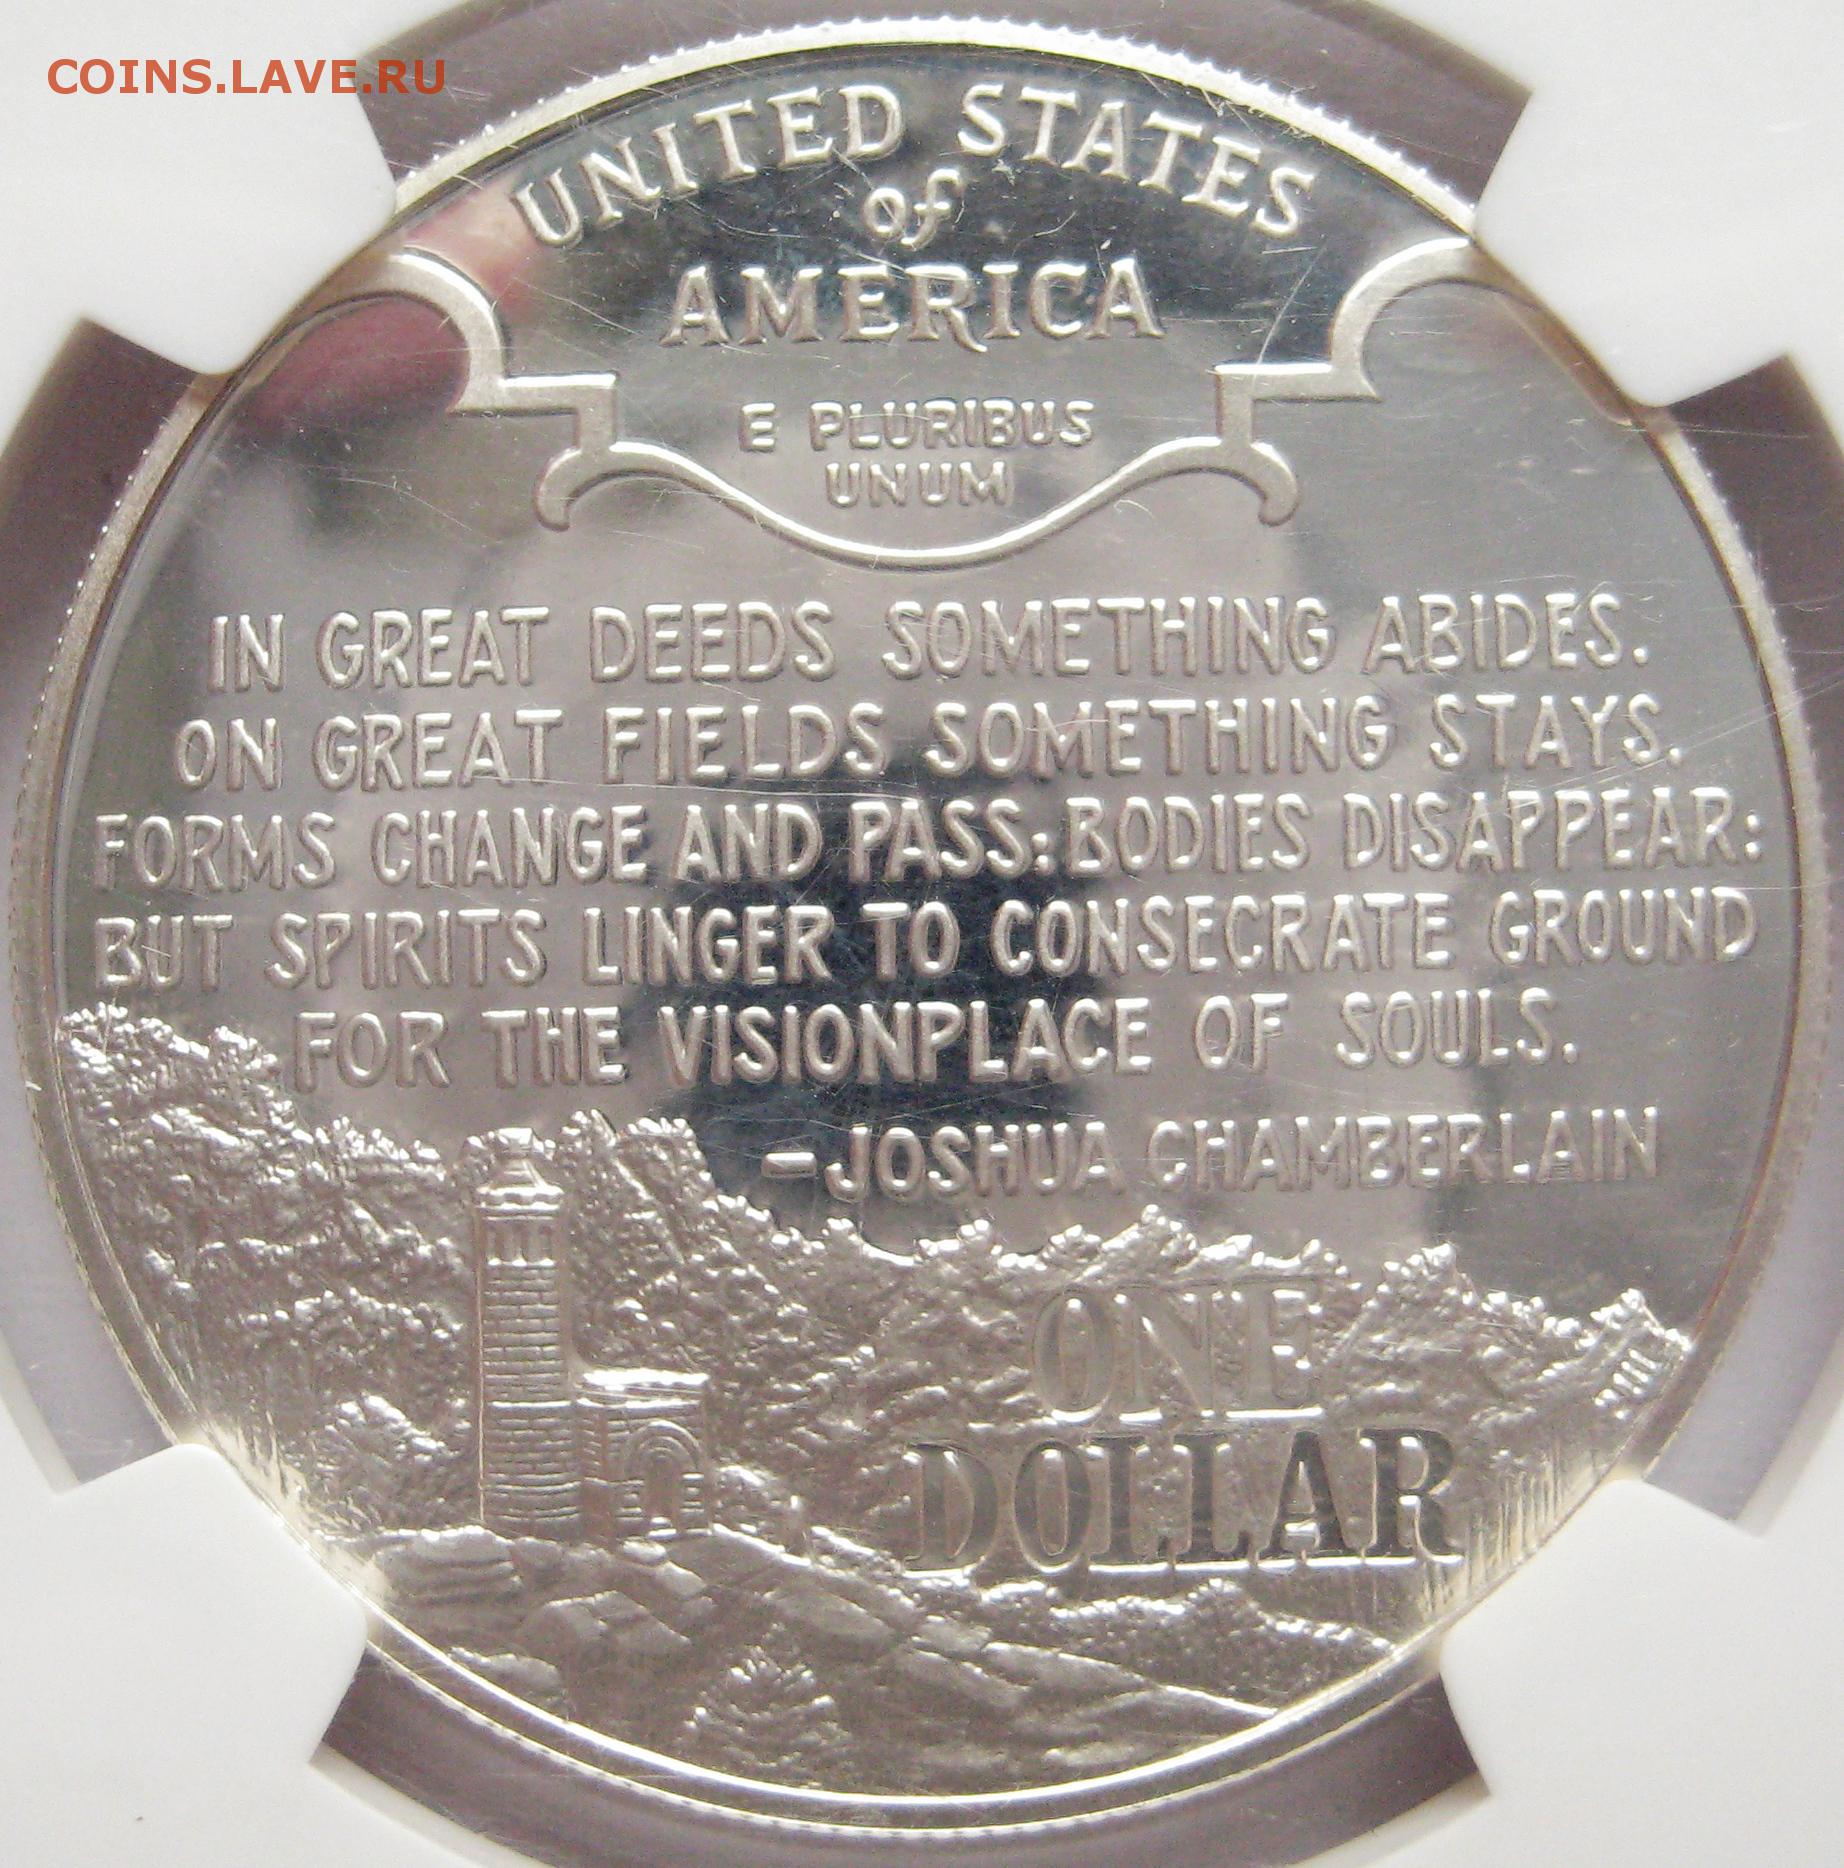 COINS.LAVE.RU
UNITED STATES
of
AMERICA
E PLURIBUS
UNUM
IN GREAT DEEDS SOMETHING ABIDES.
ON GREAT FIELDS SOMETHING STAYS.
FORMS CHANGE AND PASS: BODIES DISAPPEAR:
BUT SPIRITS LINGER TO CONSECRATE GROUND
FOR THE VISIONPLACE OF SOULS.
-JOSHUA CHAMBERLAIN
ONE
DOLLAR